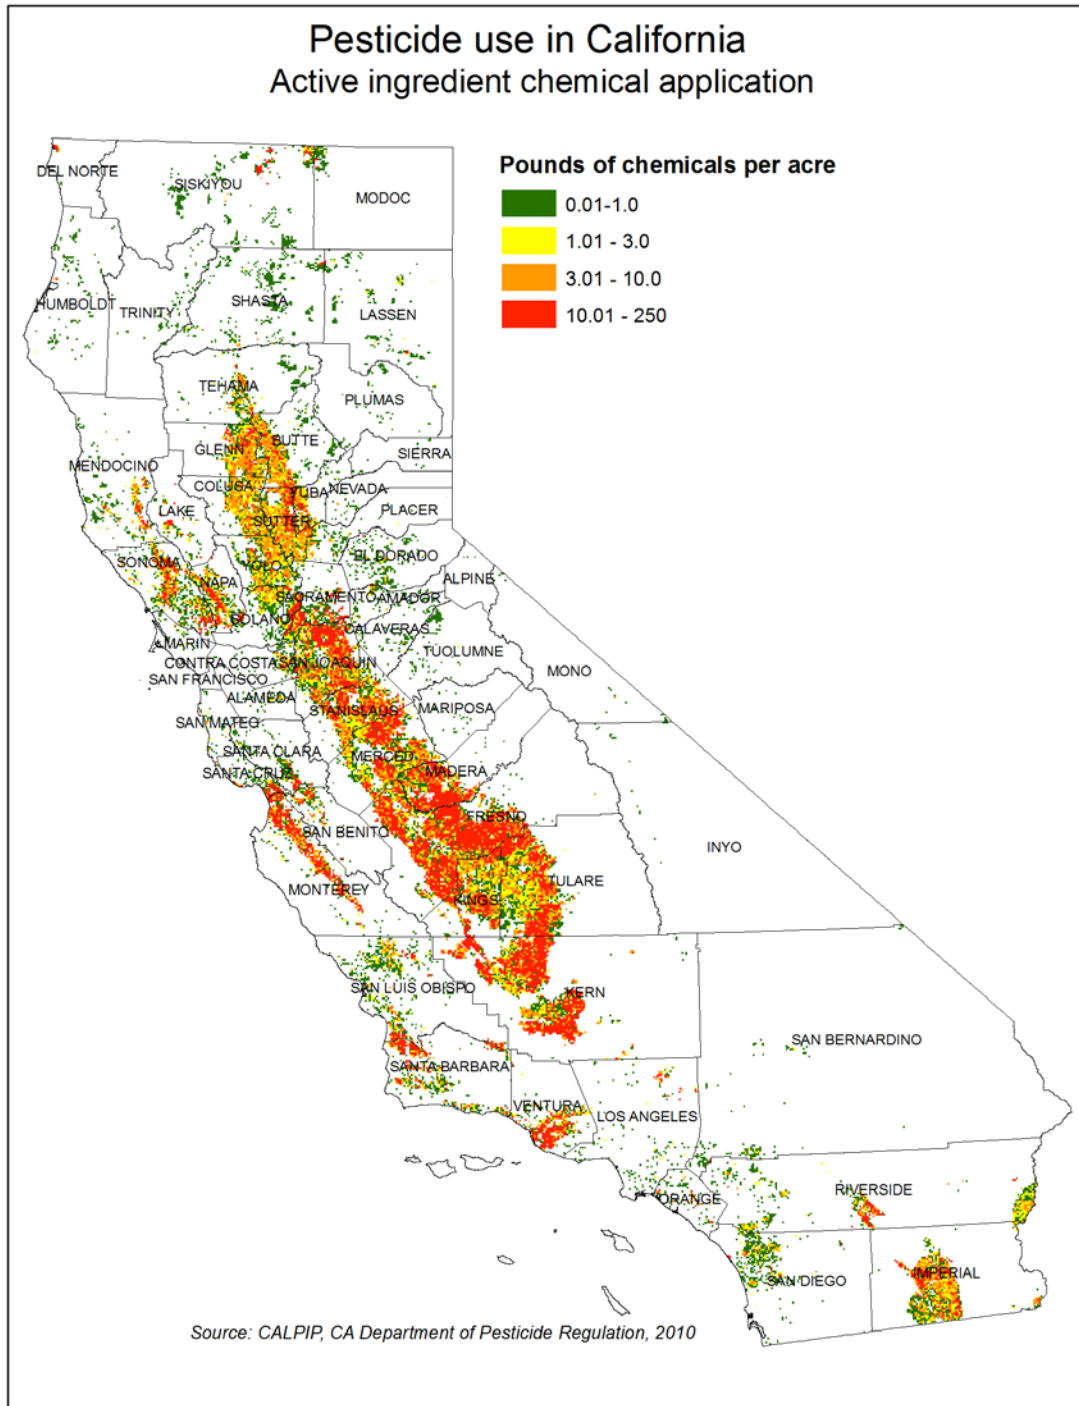 Pesticide use in California
Active ingredient chemical application
Pounds of chemicals per acre
0.01-1.0
1.01 - 3.0
3.01 - 10.0
10.01 - 250
DEL NORTE
SISKIYOU
MODOC
HUMBOLDT
TRINITY
SHASTA
LASSEN
TEHAMA
PLUMAS
GLENN
BUTTE
SIERRA
MENDOCINO
COLUSA
YUBA
NEVADA
LAKE
PLACER
SUTTER
SONOMA
YOLO
EL DORADO
NAPA
ALPINE
SACRAMENTO
AMADOR
SOLANO
CALAVERAS
MARIN
TUOLUMNE
CONTRA COSTA
SAN JOAQUIN
MONO
SAN FRANCISCO
ALAMEDA
STANISLAUS
MARIPOSA
SAN MATEO
SANTA CLARA
MERCED
SANTA CRUZ
MADERA
FRESNO
SAN BENITO
INYO
MONTEREY
TULARE
KINGS
SAN LUIS OBISPO
KERN
SAN BERNARDINO
SANTA BARBARA
VENTURA
LOS ANGELES
RIVERSIDE
ORANGE
SAN DIEGO
IMPERIAL
Source: CALPIP, CA Department of Pesticide Regulation, 2010